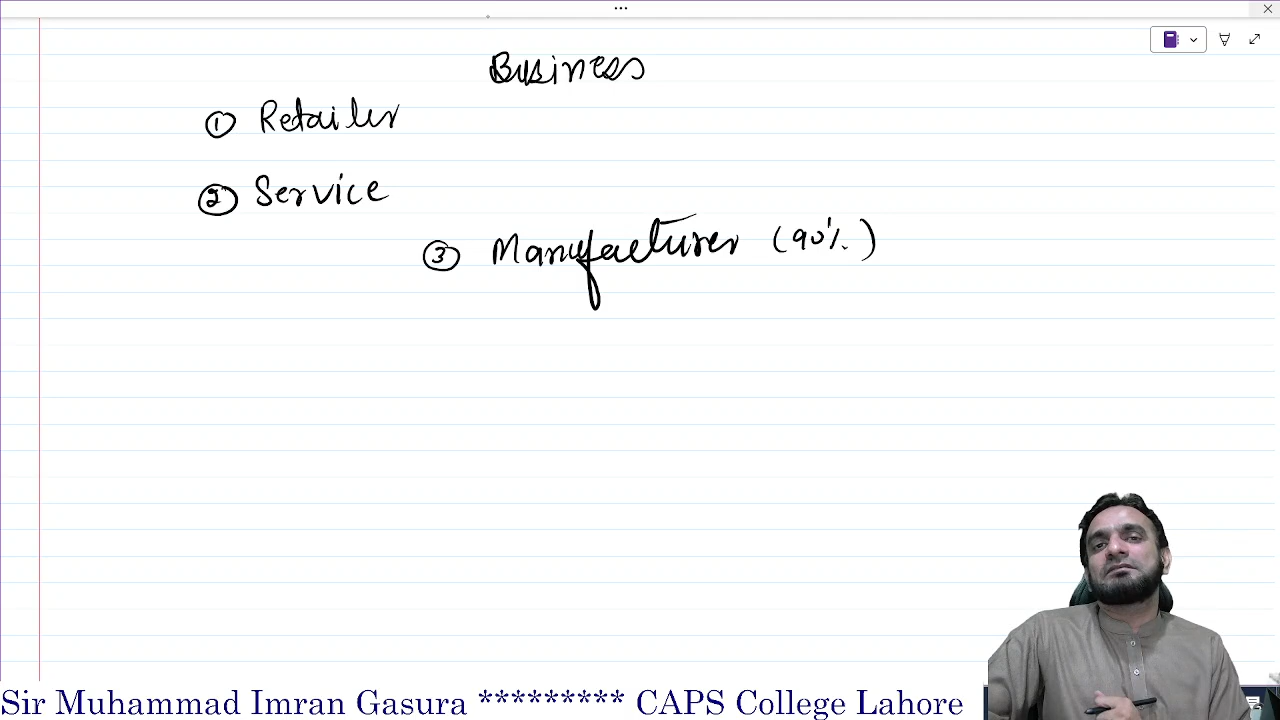 Business
① Retailer
② Service
③ Manufacturer (90%)
Sir Muhammad Imran Gasura ********* CAPS College Lahore